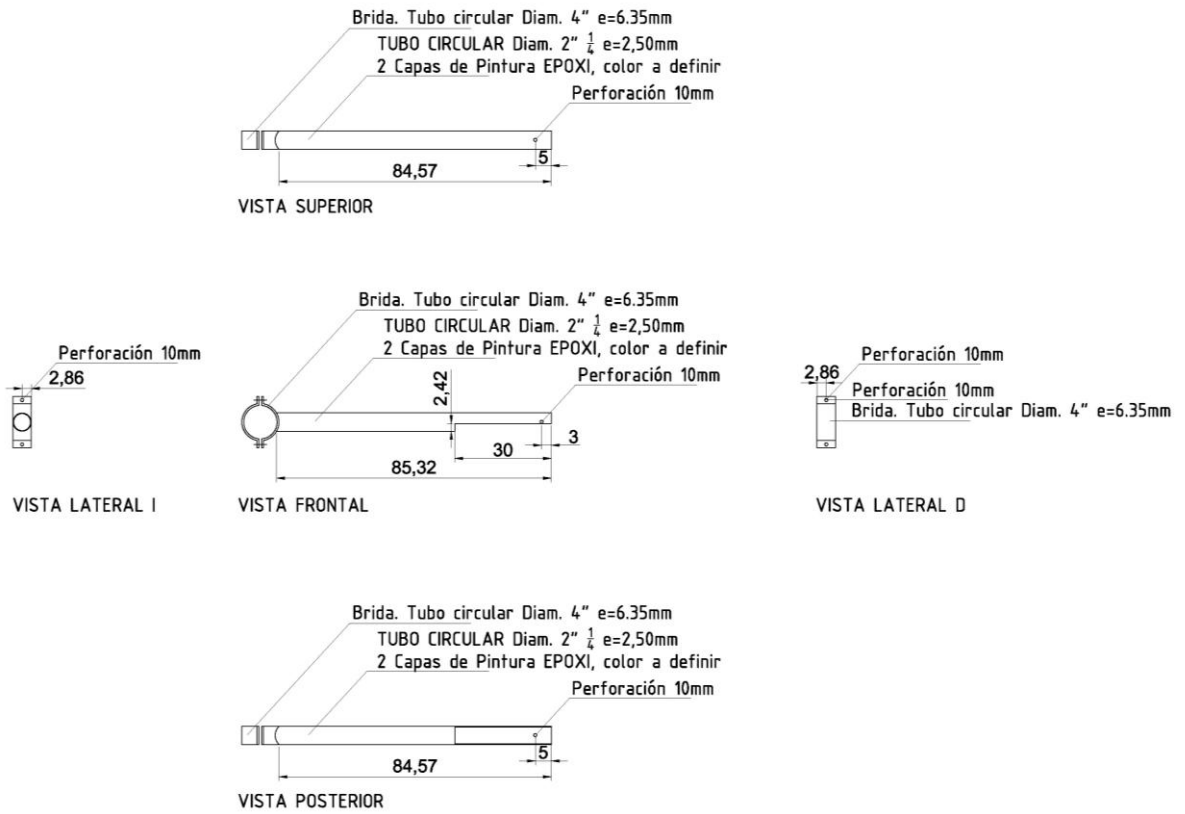 Brida. Tubo circular Diam. 4" e=6.35mm
TUBO CIRCULAR Diam. 2" 1/4 e=2,50mm
2 Capas de Pintura EPOXI, color a definir
Perforación 10mm
5
84,57
VISTA SUPERIOR
Perforación 10mm
2,86
VISTA LATERAL I
Brida. Tubo circular Diam. 4" e=6.35mm
TUBO CIRCULAR Diam. 2" 1/4 e=2,50mm
2 Capas de Pintura EPOXI, color a definir
Perforación 10mm
2,42
3
30
85,32
VISTA FRONTAL
Perforación 10mm
2,86
Perforación 10mm
Brida. Tubo circular Diam. 4" e=6.35mm
VISTA LATERAL D
Brida. Tubo circular Diam. 4" e=6.35mm
TUBO CIRCULAR Diam. 2" 1/4 e=2,50mm
2 Capas de Pintura EPOXI, color a definir
Perforación 10mm
5
84,57
VISTA POSTERIOR